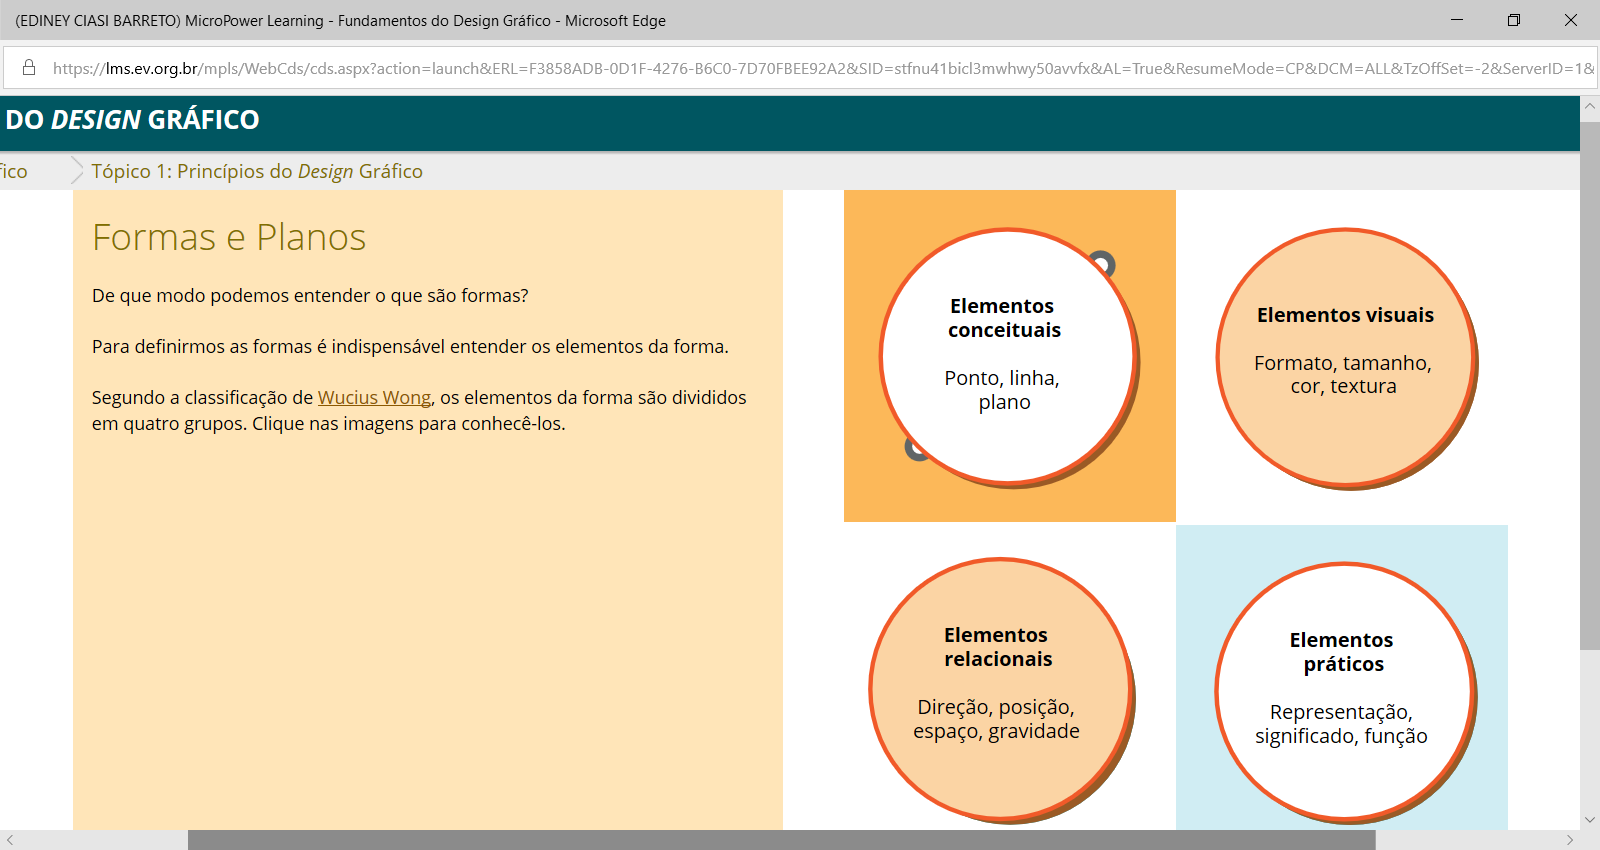 (EDINEY CIASI BARRETO) MicroPower Learning - Fundamentos do Design Gráfico - Microsoft Edge
https://lms.ev.org.br/mpls/WebCds/cds.aspx?action=launch&ERL=F3858ADB-0D1F-4276-B6C0-7D70FBEE92A2&SID=stfnu41bicl3mwhwy50avvfx&AL=True&ResumeMode=CP&DCM=ALL&TzOffSet=-2&ServerID=1&
DO DESIGN GRÁFICO
fico
Tópico 1: Princípios do Design Gráfico
Formas e Planos
De que modo podemos entender o que são formas?
Para definirmos as formas é indispensável entender os elementos da forma.
Segundo a classificação de Wucius Wong, os elementos da forma são divididos
em quatro grupos. Clique nas imagens para conhecê-los.
Elementos
conceituais
Ponto, linha,
plano
Elementos visuais
Formato, tamanho,
cor, textura
Elementos
relacionais
Direção, posição,
espaço, gravidade
Elementos
práticos
Representação,
significado, função